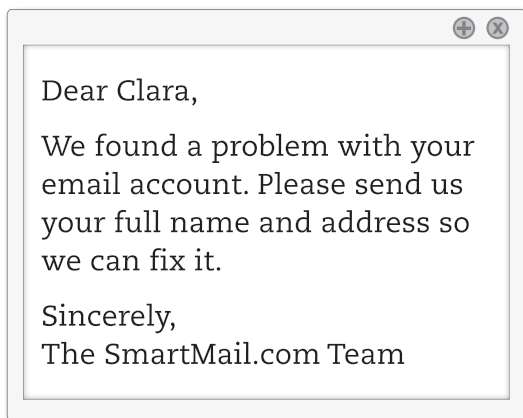 Dear Clara,
We found a problem with your
email account. Please send us
your full name and address so
we can fix it.
Sincerely,
The SmartMail.com Team